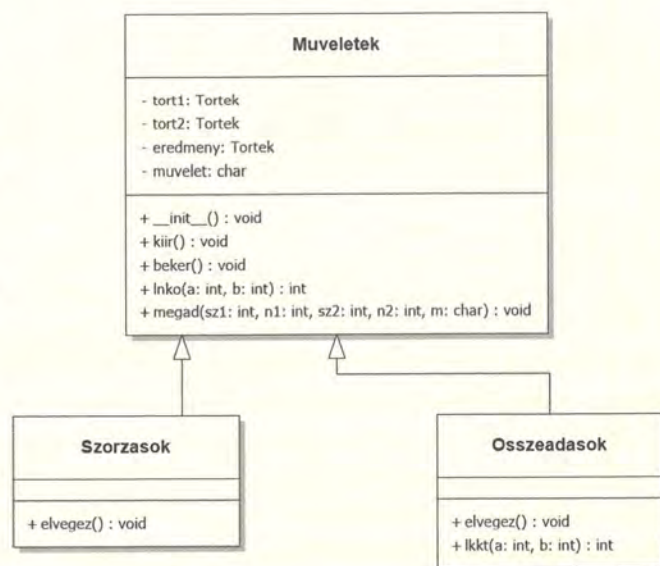 Muveletek
- tort1: Tortek
- tort2: Tortek
- eredmeny: Tortek
- muvelet: char
+ __init__() : void
+ kiir() : void
+ beker() : void
+ lnko(a: int, b: int) : int
+ megad(sz1: int, n1: int, sz2: int, n2: int, m: char) : void
Szorzasok
+ elvegez() : void
Osszeadasok
+ elvegez() : void
+ lkkt(a: int, b: int) : int